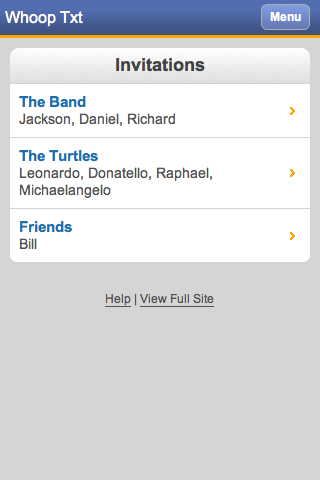 Whoop Txt
Menu
Invitations
The Band
Jackson, Daniel, Richard
The Turtles
Leonardo, Donatello, Raphael,
Michaelangelo
Friends
Bill
Help | View Full Site